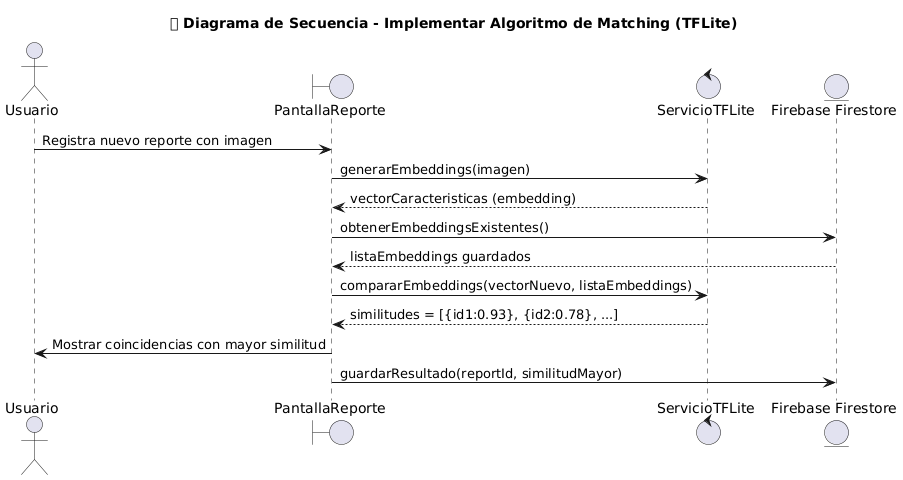 Diagrama de Secuencia - Implementar Algoritmo de Matching (TFLite)
Usuario
PantallaReporte
ServicioTFLite
Firebase Firestore
Registra nuevo reporte con imagen
generarEmbeddings(imagen)
vectorCaracteristicas (embedding)
obtenerEmbeddingsExistentes()
listaEmbeddings guardados
compararEmbeddings(vectorNuevo, listaEmbeddings)
similitudes = [{id1:0.93}, {id2:0.78}, ...]
Mostrar coincidencias con mayor similitud
guardarResultado(reportId, similitudMayor)
Usuario
PantallaReporte
ServicioTFLite
Firebase Firestore